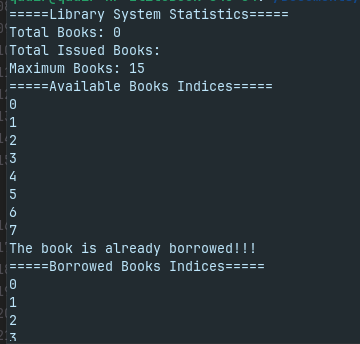 =====Library System Statistics=====
Total Books: 0
Total Issued Books:
Maximum Books: 15
=====Available Books Indices=====
0
1
2
3
4
5
6
7
The book is already borrowed!!!
=====Borrowed Books Indices=====
0
1
2
3